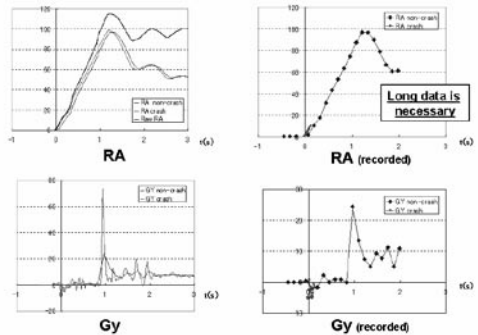 120
100
80
60
40
20
0
RA non-crash
RA crash
Raw RA
-1 0 1 2 3 t(s)
RA
120
100
80
60
40
20
RA non-crash
RA crash
Long data is
necessary
-1 0 1 2 3 t(s)
RA (recorded)
80
60
40
20
GY non-crash
GY crash
-1 0 1 2 3 t(s)
Gy
30
20
10
GY non-crash
GY crash
-1 0 1 2 3 t(s)
Gy (recorded)